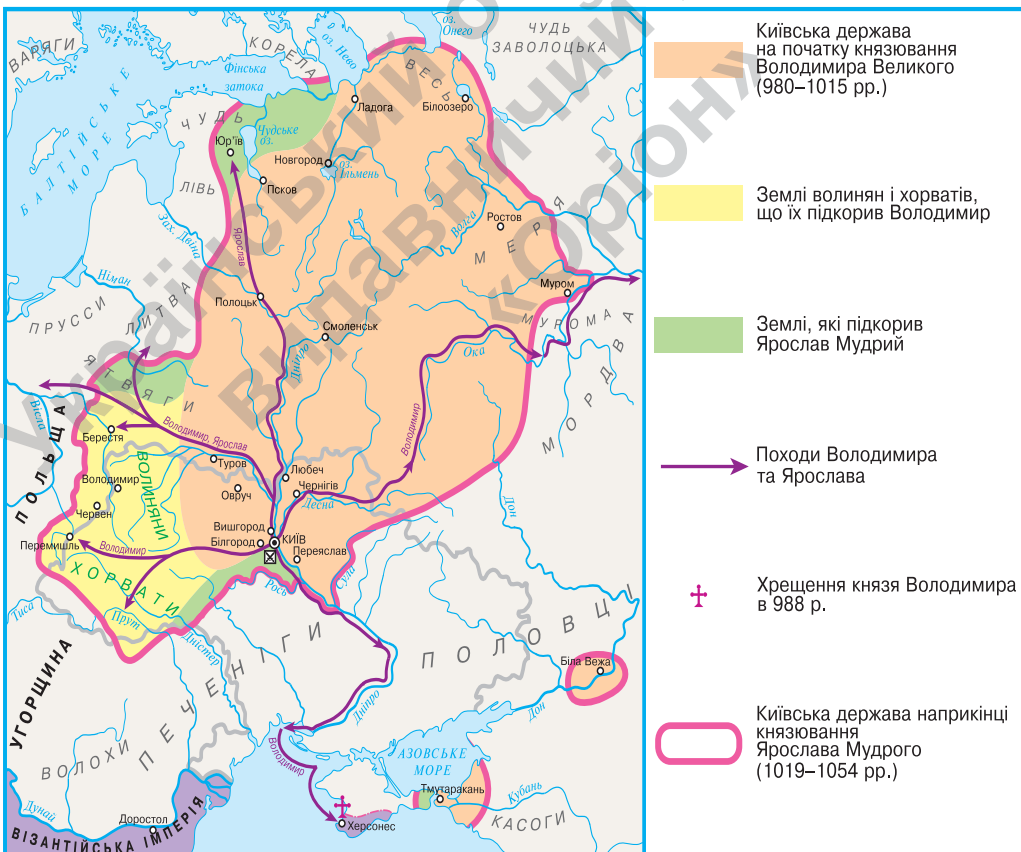 ВАРЯГИ
КОРЕЛА
оз. Нево
оз.
Онего
ЧУДЬ
ЗАВОЛОЦЬКА
Фінська
затока
ВЕСЬ
Ладога
Білоозеро
БАЛТІЙСЬКЕ
МОРЕ
ЧУДЬ
Чудське
оз.
Юр’їв
Новгород
оз.
Ільмень
ЛІВЬ
Псков
Зах. Двіна
Ярослав
Волга
Ростов
МЕРЯ
Німан
ПРУССИ
ЛИТВА
Полоцьк
Смоленськ
Дніпро
Муром
МУРОМА
Ока
МОРДВА
ЯТВЯГИ
Вісла
ПОЛЬЩА
Берестя
Володимир, Ярослав
Володимир
Туров
Любеч
Чернігів
Десна
Дон
ВОЛИНЯНИ
Володимир
Овруч
Червен
Вишгород
Білгород
КИЇВ
Переяслав
Перемишль
Володимир
ХОРВАТИ
Рось
Сула
Тиса
Прут
Дністер
УГОРЩИНА
ПЕЧЕНІГИ
ПОЛОВЦІ
Біла Вежа
Дніпро
Дон
ВОЛОХИ
Володимир
АЗОВСЬКЕ
МОРЕ
Тмутаракань
Кубань
КАСОГИ
Дунай
Доростол
ВІЗАНТІЙСЬКА ІМПЕРІЯ
Херсонес
Київська держава
на початку князювання
Володимира Великого
(980–1015 рр.)
Землі волинян і хорватів,
що їх підкорив Володимир
Землі, які підкорив
Ярослав Мудрий
Походи Володимира
та Ярослава
Хрещення князя Володимира
в 988 р.
Київська держава наприкінці
князювання
Ярослава Мудрого
(1019–1054 рр.)
Український
Видавничий
«Оріон»